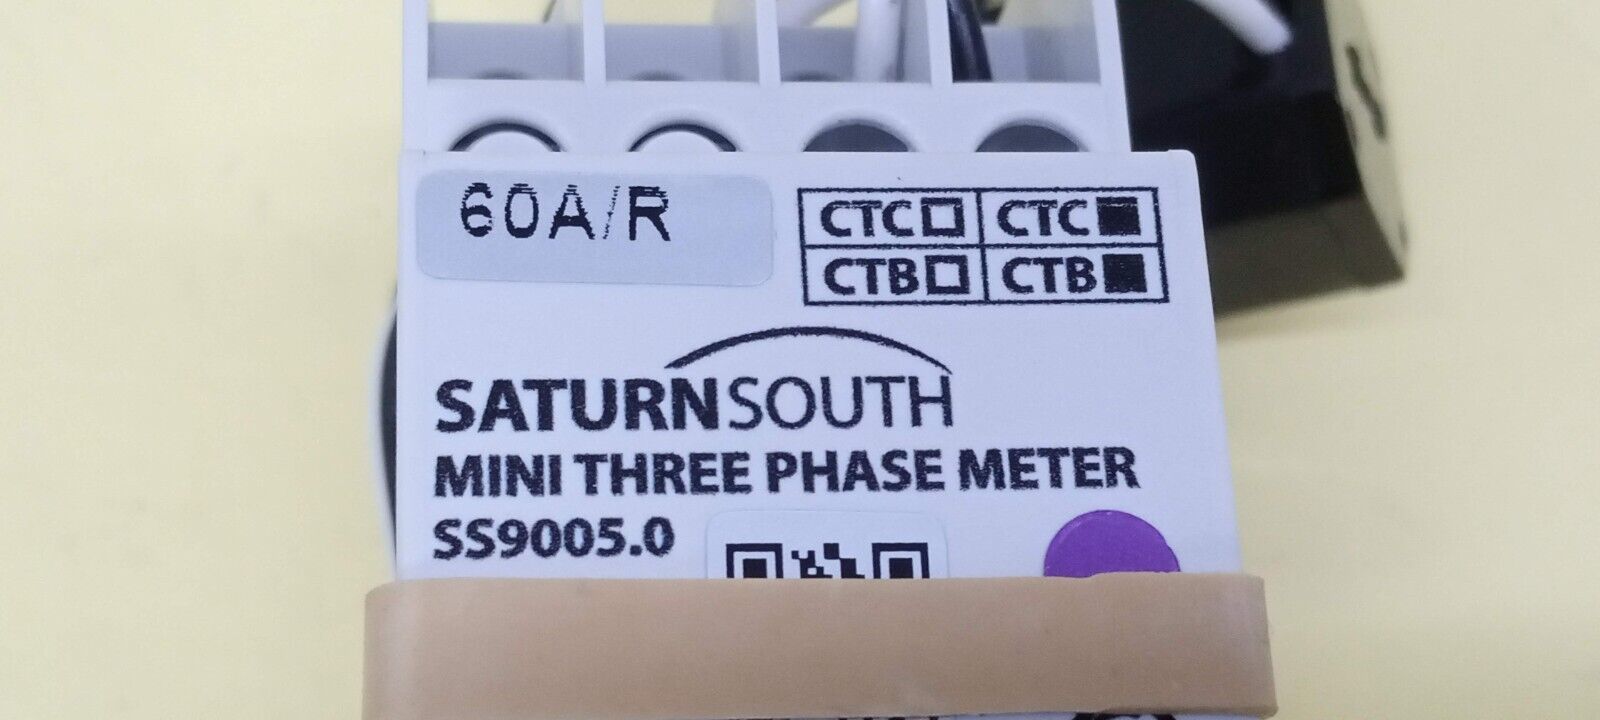 60A/R
CTC□ CTC■
CTB□ CTB■
SATURNSOUTH
MINI THREE PHASE METER
SS9005.0